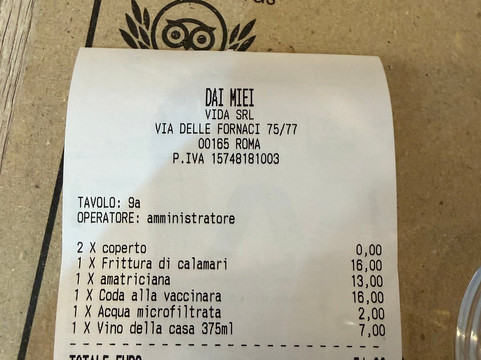 DAI MIEI
VIDA SRL
VIA DELLE FORNACI 75/77
00165 ROMA
P.IVA 15748181003
TAVOLO: 9a
OPERATORE: amministratore
2 X coperto 0,00
1 X Frittura di calamari 16,00
1 X amatriciana 13,00
1 X Coda alla vaccinara 16,00
1 X Acqua microfiltrata 2,00
1 X Vino della casa 375ml 7,00
TOTALE EURO